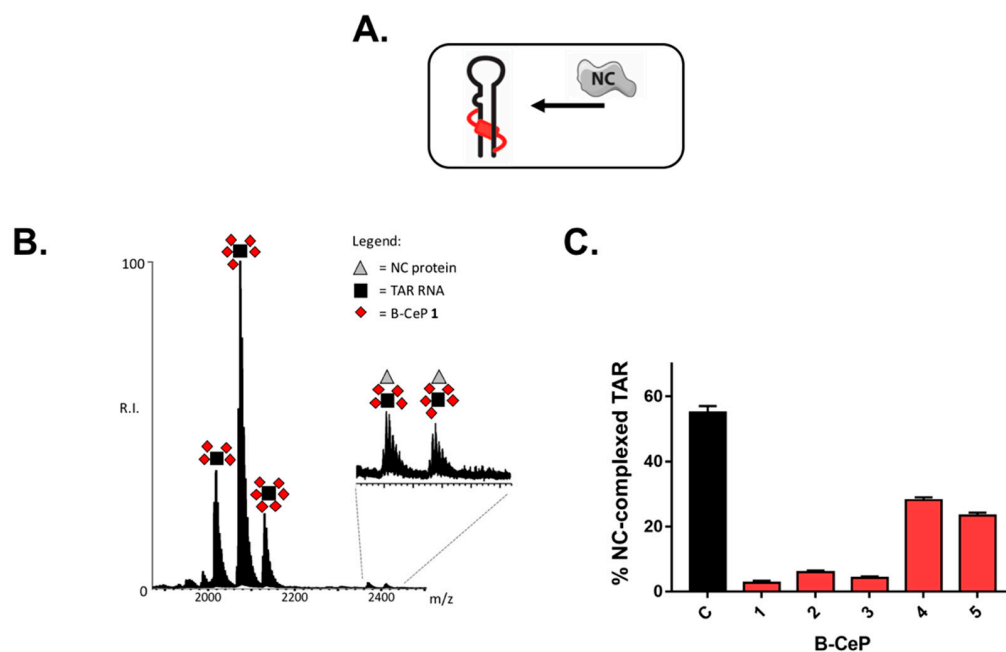 A.
NC
B.
Legend:
= NC protein
= TAR RNA
= B-CeP 1
100
R.I.
0
2000
2200
2400
m/z
C.
% NC-complexed TAR
60
40
20
0
C
1
2
3
4
5
B-CeP